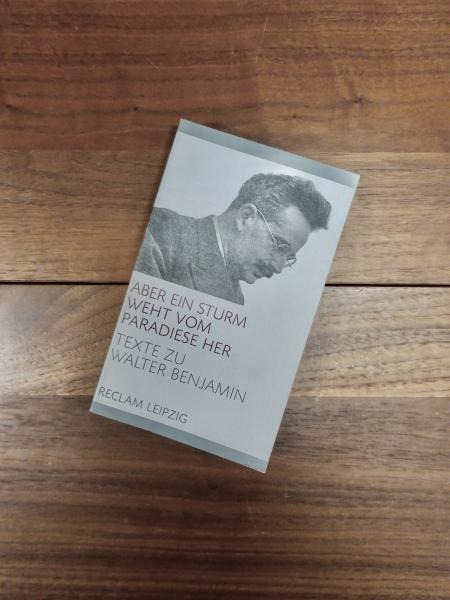 ABER EIN STURM
WEHT VOM
PARADIESE HER
TEXTE ZU
WALTER BENJAMIN
RECLAM LEIPZIG